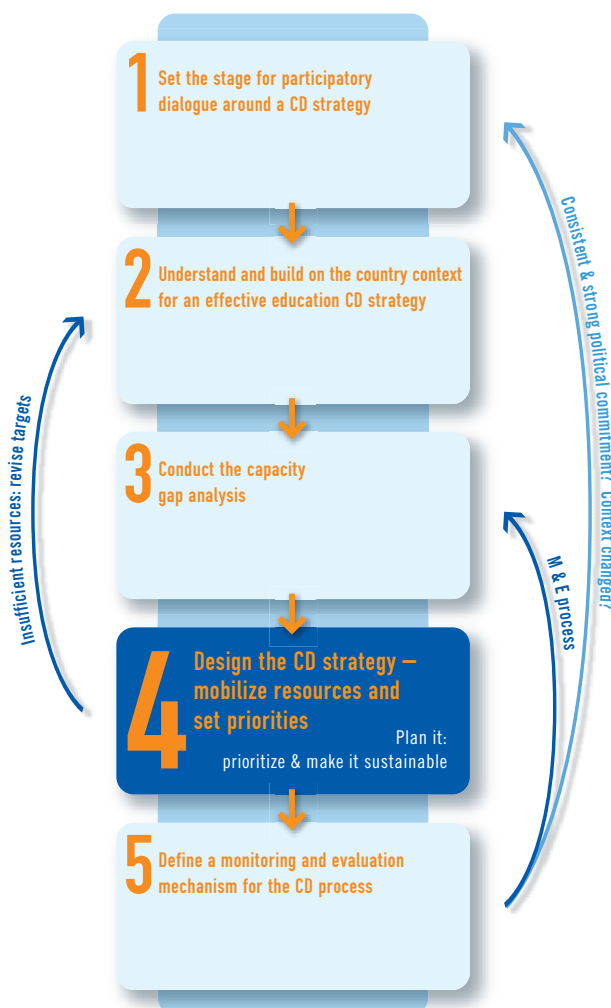 1
Set the stage for participatory
dialogue around a CD strategy
2
Understand and build on the country context
for an effective education CD strategy
3
Conduct the capacity
gap analysis
4
Design the CD strategy –
mobilize resources and
set priorities
Plan it:
prioritize & make it sustainable
5
Define a monitoring and evaluation
mechanism for the CD process
Insufficient resources: revise targets
M & E process
Consistent & strong political commitment? Context changed?